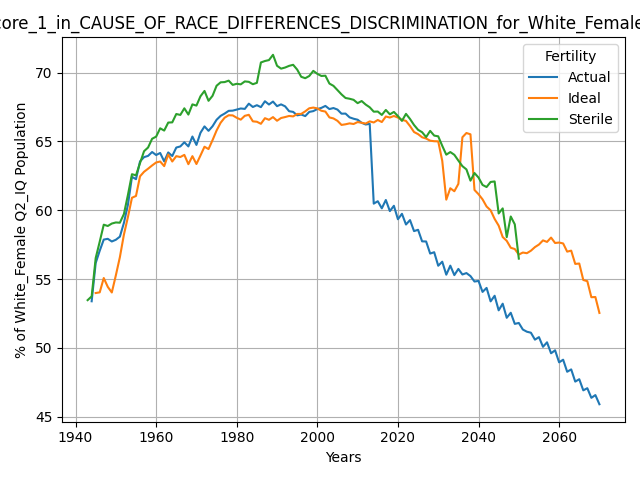 core_1_in_CAUSE_OF_RACE_DIFFERENCES_DISCRIMINATION_for_White_Female
Fertility
Actual
Ideal
Sterile
% of White_Female Q2_IQ Population
70
65
60
55
50
45
1940 1960 1980 2000 2020 2040 2060
Years